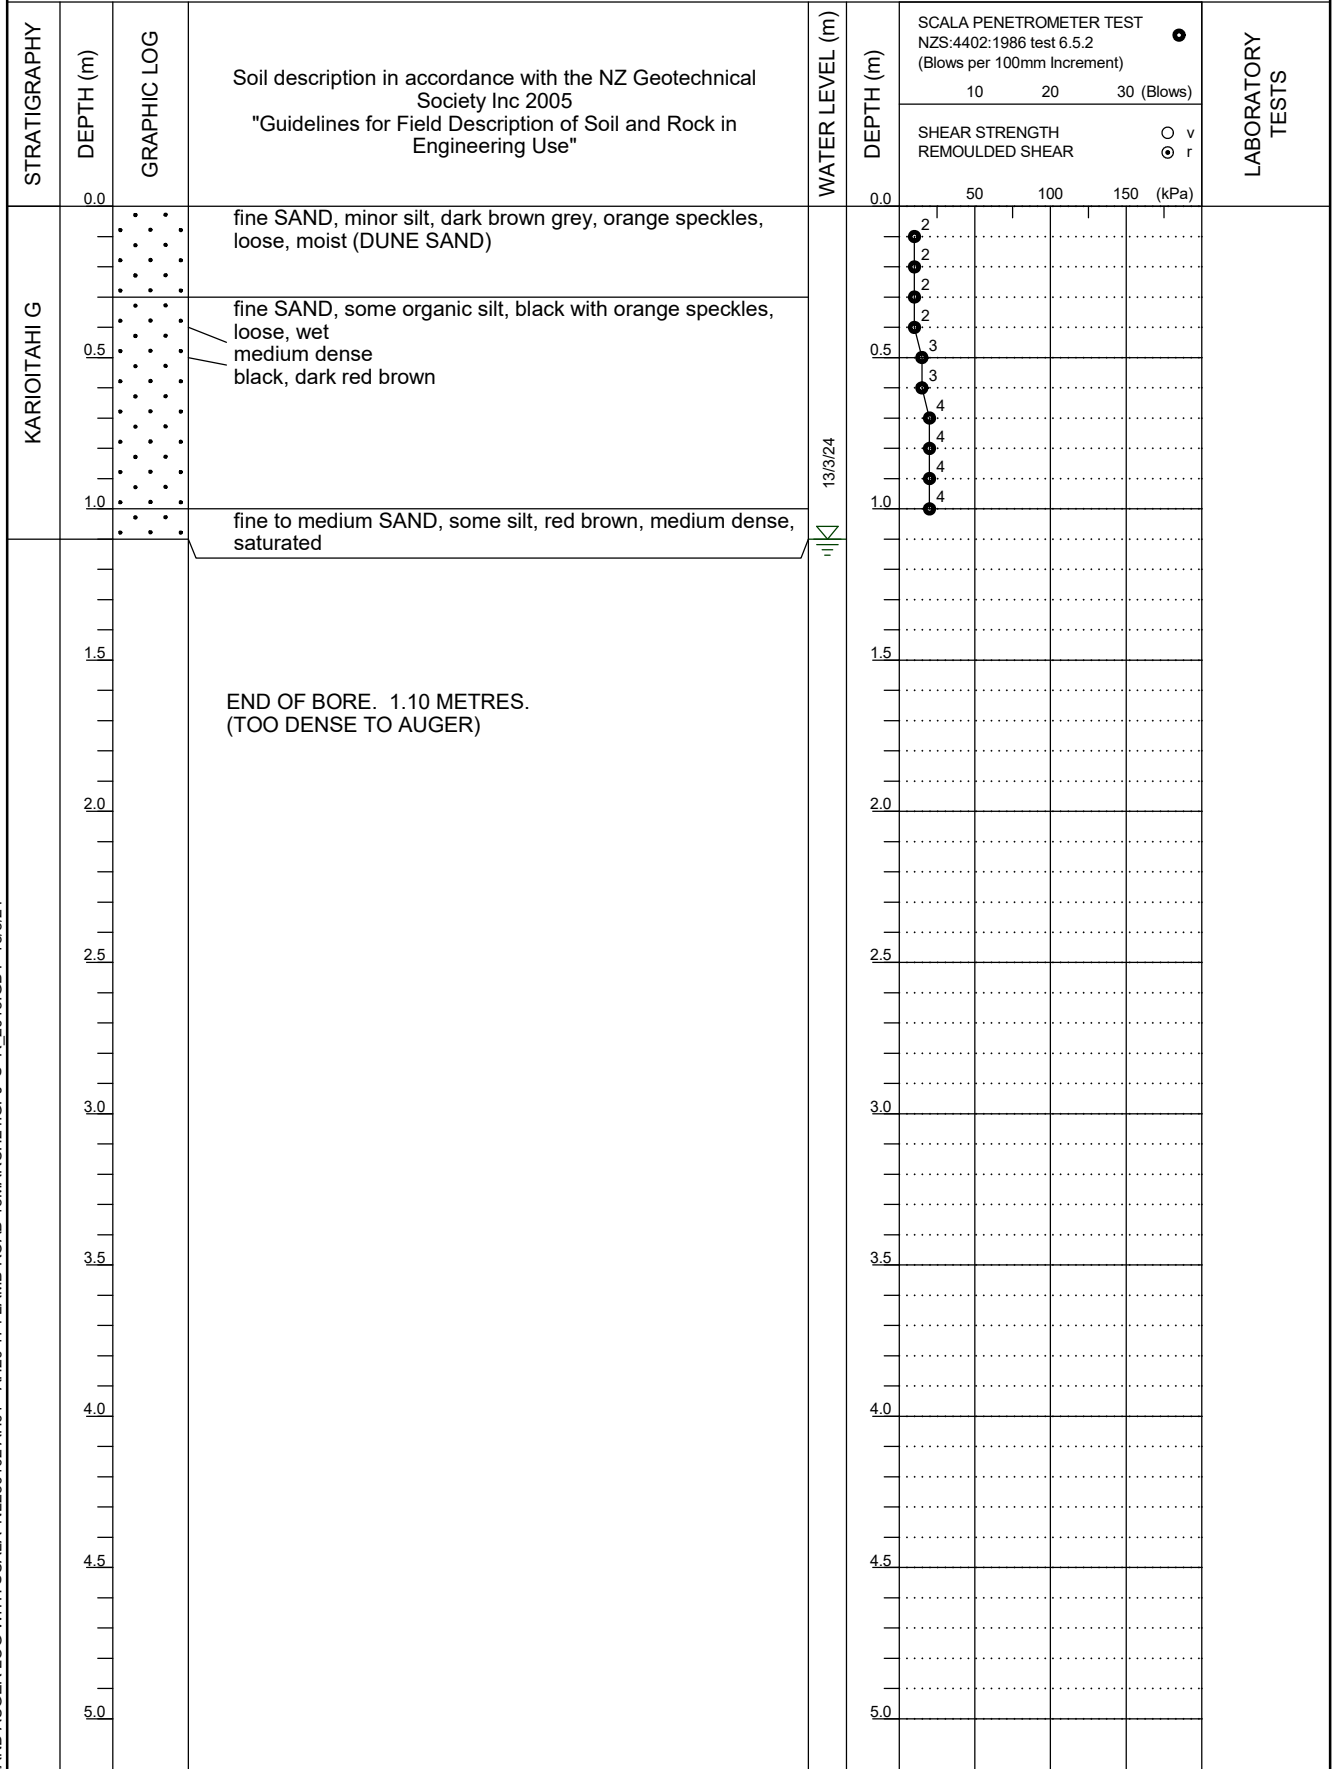 STRATIGRAPHY
DEPTH (m)
GRAPHIC LOG
Soil description in accordance with the NZ Geotechnical
Society Inc 2005
"Guidelines for Field Description of Soil and Rock in
Engineering Use"
WATER LEVEL (m)
DEPTH (m)
SCALA PENETROMETER TEST
NZS:4402:1986 test 6.5.2
(Blows per 100mm Increment)
10 20 30 (Blows)
SHEAR STRENGTH v
REMOULDED SHEAR r
50 100 150 (kPa)
LABORATORY
TESTS
0.0
0.0
KARIOITAHI G
fine SAND, minor silt, dark brown grey, orange speckles,
loose, moist (DUNE SAND)
fine SAND, some organic silt, black with orange speckles,
loose, wet
medium dense
black, dark red brown
fine to medium SAND, some silt, red brown, medium dense,
saturated
13/3/24
2
2
2
2
3
3
4
4
4
4
END OF BORE. 1.10 METRES.
(TOO DENSE TO AUGER)
0.5
1.0
1.5
2.0
2.5
3.0
3.5
4.0
4.5
5.0
0.5
1.0
1.5
2.0
2.5
3.0
3.5
4.0
4.5
5.0